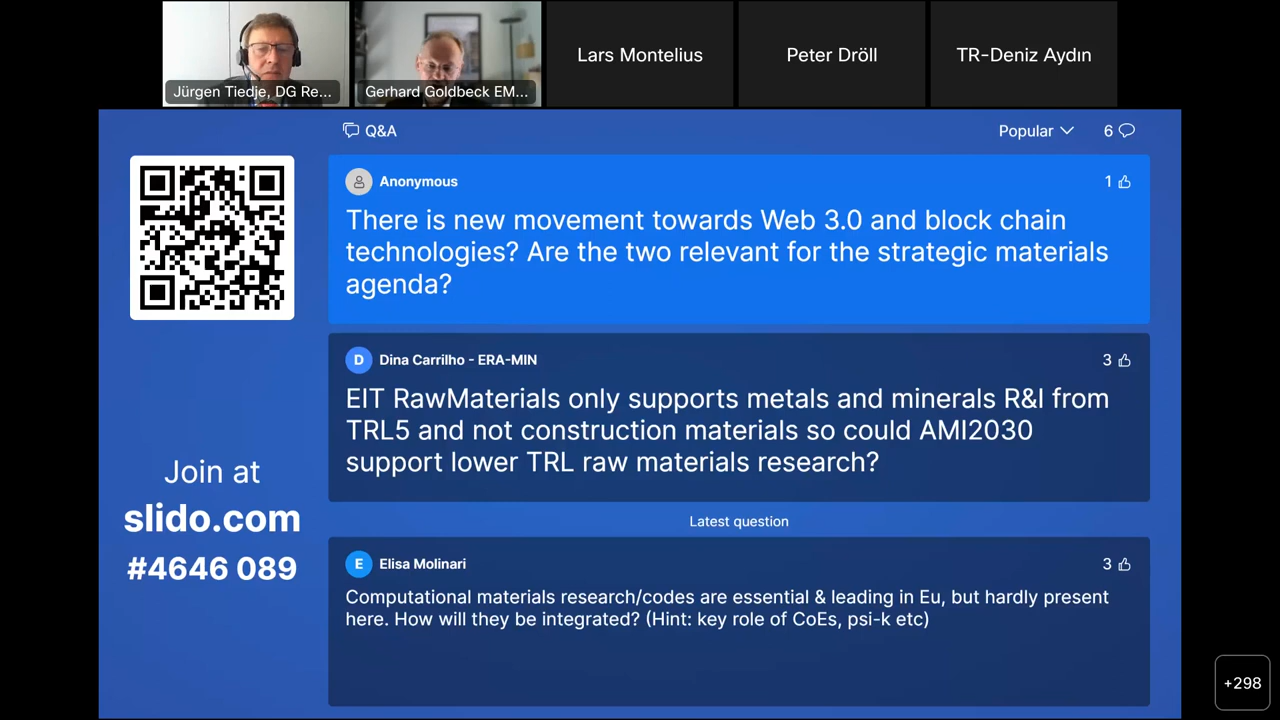 Jürgen Tiedje, DG Re...
Gerhard Goldbeck EM...
Lars Montelius
Peter Dröll
TR-Deniz Aydın
Q&A
Popular
6
Anonymous
1
There is new movement towards Web 3.0 and block chain
technologies? Are the two relevant for the strategic materials
agenda?
Dina Carrilho - ERA-MIN
D
3
EIT RawMaterials only supports metals and minerals R&I from
TRL5 and not construction materials so could AMI2030
support lower TRL raw materials research?
Join at
slido.com
#4646 089
Latest question
E
Elisa Molinari
3
Computational materials research/codes are essential & leading in Eu, but hardly present
here. How will they be integrated? (Hint: key role of CoEs, psi-k etc)
+298